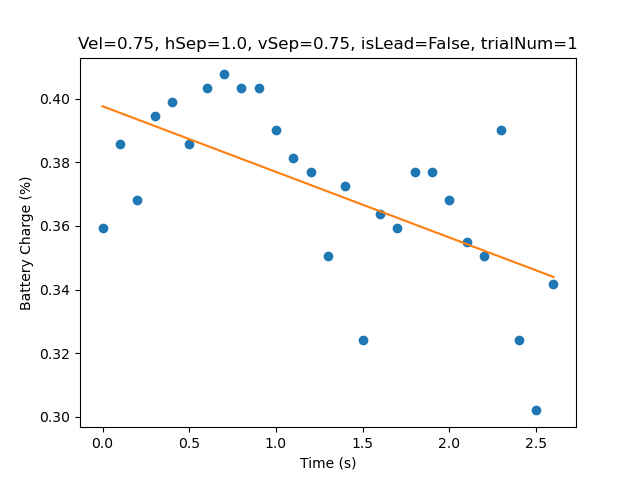 Vel=0.75, hSep=1.0, vSep=0.75, isLead=False, trialNum=1
0.40
0.38
0.36
0.34
0.32
0.30
Battery Charge (%)
0.0 0.5 1.0 1.5 2.0 2.5
Time (s)